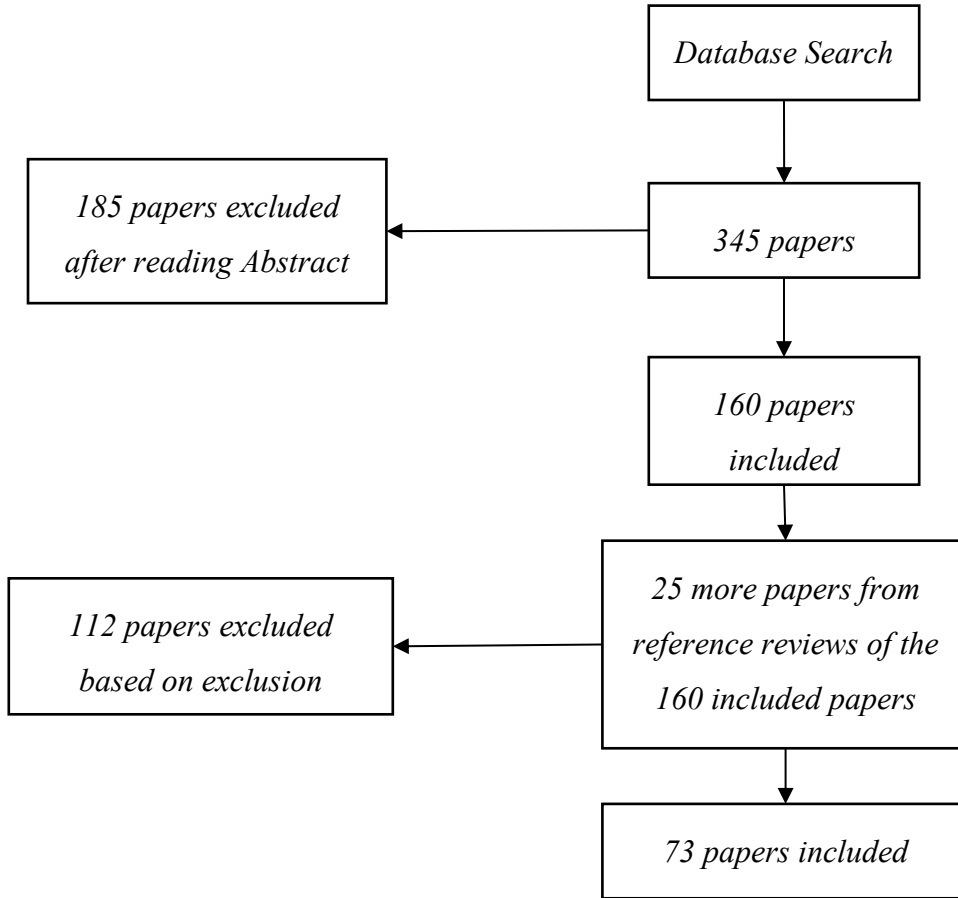 Database Search
185 papers excluded
after reading Abstract
345 papers
160 papers
included
25 more papers from
reference reviews of the
160 included papers
112 papers excluded
based on exclusion
73 papers included